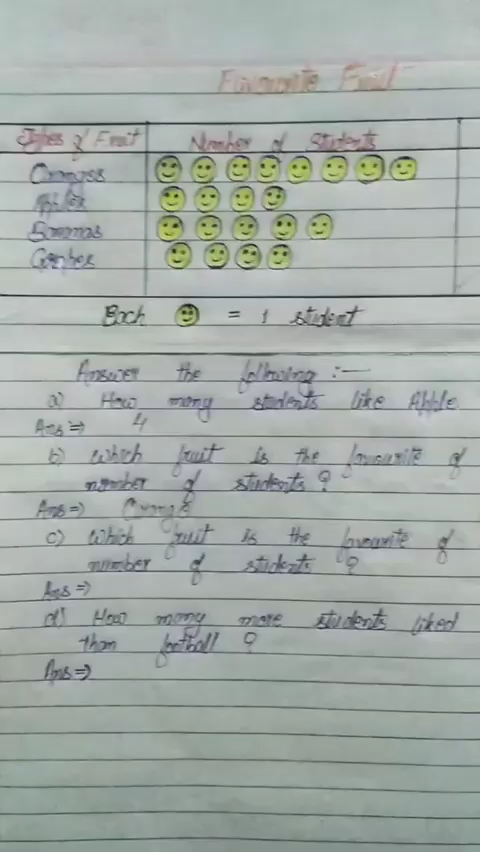 Favourite Fruit
Types of Fruit Number of Students
Oranges
Apples
Bananas
Graphes
Each = 1 student
Answer the following :-
a) How many students like Apple
Ans ⇒ 4
b) Which fruit is the favourite of
number of students ?
Ans ⇒ Orange
c) Which fruit is the favourite of
number of students ?
Ans ⇒
d) How many more students liked
than football ?
Ans ⇒